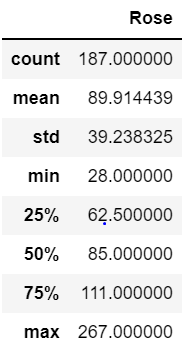 Rose
count 187.000000
mean 89.914439
std 39.238325
min 28.000000
25% 62.500000
50% 85.000000
75% 111.000000
max 267.000000